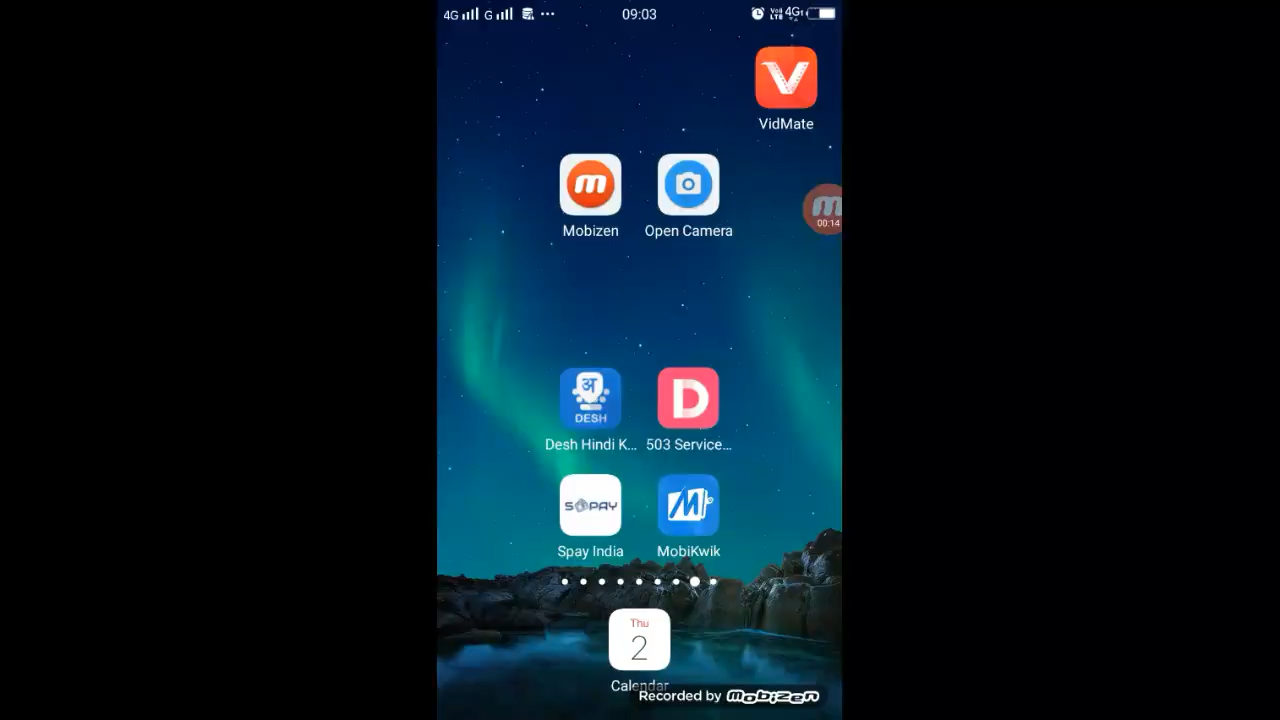 4G G 09:03 VoLTE 4G
VidMate
m
Mobizen Open Camera
m
00:14
अ
DESH D
Desh Hindi K... 503 Service...
SPAY M
Spay India MobiKwik
Thu
2
Calendar
Recorded by mobizen